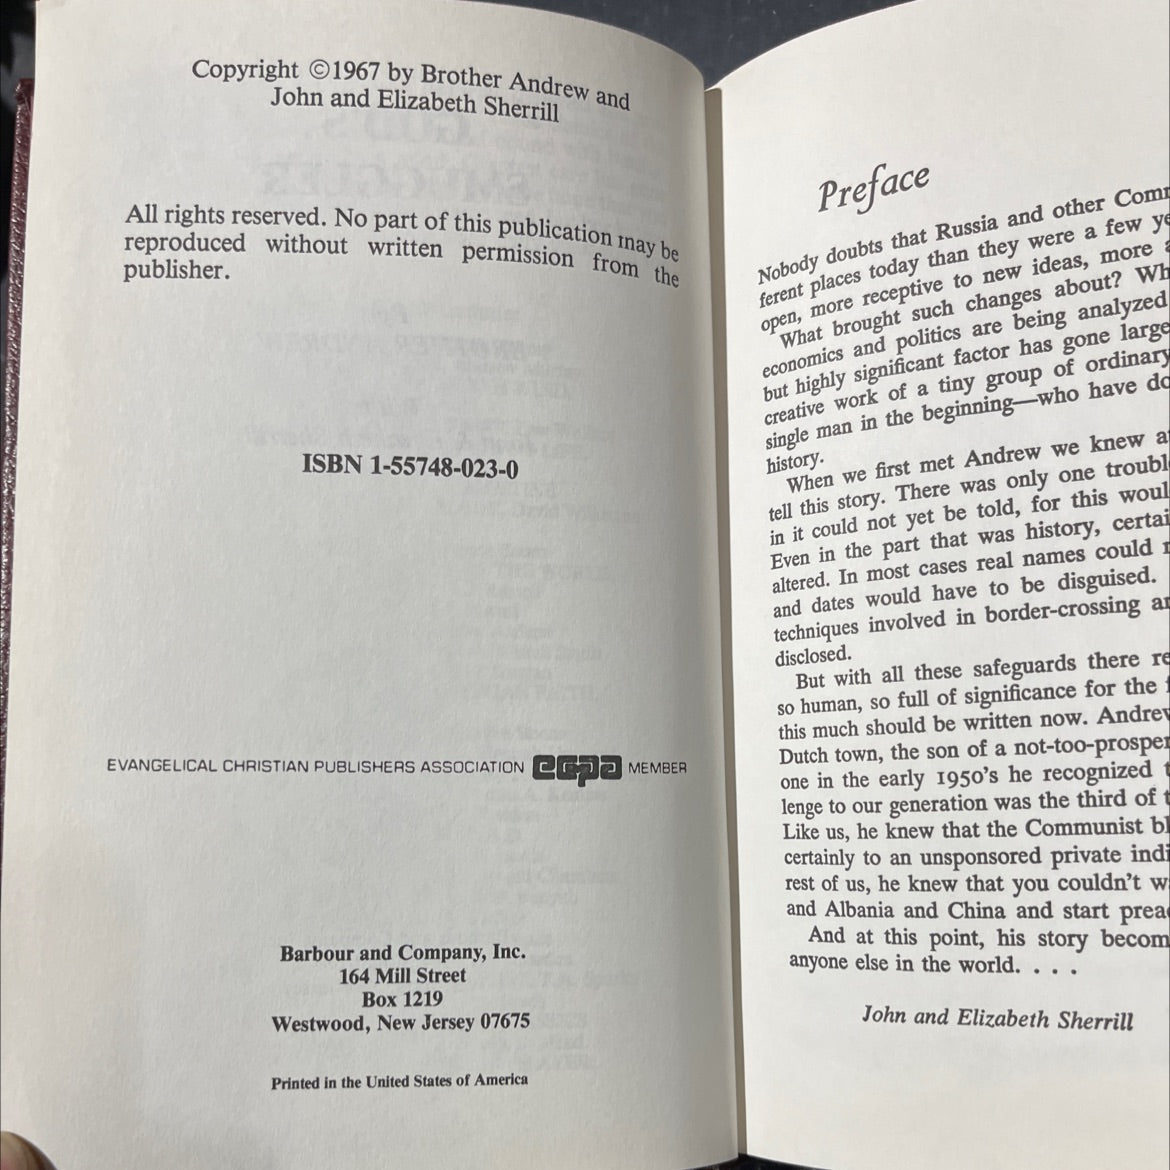 Copyright ©1967 by Brother Andrew and
John and Elizabeth Sherrill
All rights reserved. No part of this publication may be
reproduced without written permission from the
publisher.
ISBN 1-55748-023-0
EVANGELICAL CHRISTIAN PUBLISHERS ASSOCIATION ecpa MEMBER
Barbour and Company, Inc.
164 Mill Street
Box 1219
Westwood, New Jersey 07675
Printed in the United States of America
Preface
Nobody doubts that Russia and other Comm
ferent places today than they were a few ye
open, more receptive to new ideas, more a
What brought such changes about? Wh
economics and politics are being analyzed
but highly significant factor has gone large
creative work of a tiny group of ordinary
single man in the beginning—who have do
history.
When we first met Andrew we knew a
tell this story. There was only one troubl
in it could not yet be told, for this woul
Even in the part that was history, certai
altered. In most cases real names could
and dates would have to be disguised.
techniques involved in border-crossing an
disclosed.
But with all these safeguards there re
so human, so full of significance for the
this much should be written now. Andrew
Dutch town, the son of a not-too-prosper
one in the early 1950's he recognized t
lenge to our generation was the third of t
Like us, he knew that the Communist bl
certainly to an unsponsored private indi
rest of us, he knew that you couldn't w
and Albania and China and start preac
And at this point, his story becom
anyone else in the world. . . .
John and Elizabeth Sherrill